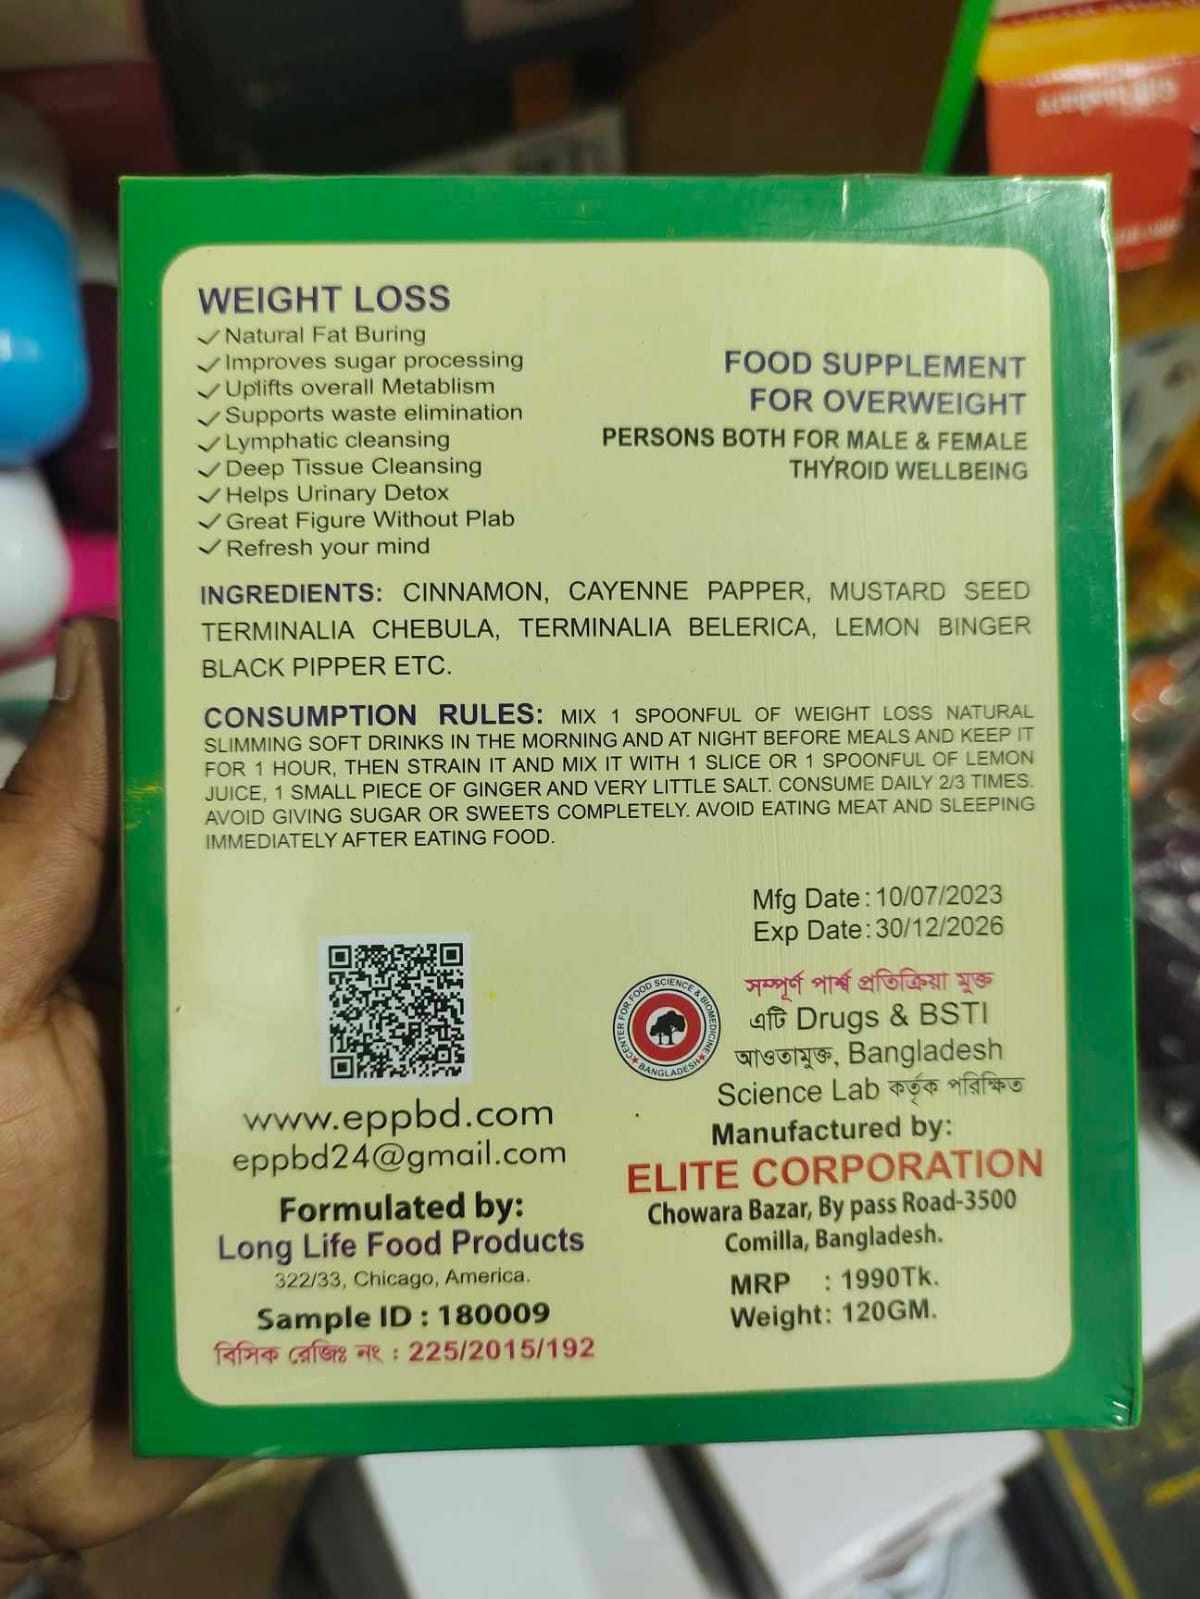 WEIGHT LOSS
✓ Natural Fat Buring
✓ Improves sugar processing
✓ Uplifts overall Metablism
✓ Supports waste elimination
✓ Lymphatic cleansing
✓ Deep Tissue Cleansing
✓ Helps Urinary Detox
✓ Great Figure Without Plab
✓ Refresh your mind
FOOD SUPPLEMENT
FOR OVERWEIGHT
PERSONS BOTH FOR MALE & FEMALE
THYROID WELLBEING
INGREDIENTS: CINNAMON, CAYENNE PAPPER, MUSTARD SEED
TERMINALIA CHEBULA, TERMINALIA BELERICA, LEMON BINGER
BLACK PIPPER ETC.
CONSUMPTION RULES: MIX 1 SPOONFUL OF WEIGHT LOSS NATURAL
SLIMMING SOFT DRINKS IN THE MORNING AND AT NIGHT BEFORE MEALS AND KEEP IT
FOR 1 HOUR, THEN STRAIN IT AND MIX IT WITH 1 SLICE OR 1 SPOONFUL OF LEMON
JUICE, 1 SMALL PIECE OF GINGER AND VERY LITTLE SALT. CONSUME DAILY 2/3 TIMES.
AVOID GIVING SUGAR OR SWEETS COMPLETELY. AVOID EATING MEAT AND SLEEPING
IMMEDIATELY AFTER EATING FOOD.
Mfg Date : 10/07/2023
Exp Date : 30/12/2026
CENTER FOR FOOD SCIENCE & BIOMEDICINE
BANGLADESH
সম্পূর্ণ পার্শ্ব প্রতিক্রিয়া মুক্ত
এটি Drugs & BSTI
আওতামুক্ত, Bangladesh
Science Lab কর্তৃক পরিক্ষিত
Manufactured by:
ELITE CORPORATION
Chowara Bazar, By pass Road-3500
Comilla, Bangladesh.
MRP : 1990Tk.
Weight : 120GM.
www.eppbd.com
eppbd24@gmail.com
Formulated by:
Long Life Food Products
322/33, Chicago, America.
Sample ID : 180009
বিসিক রেজিঃ নং : 225/2015/192